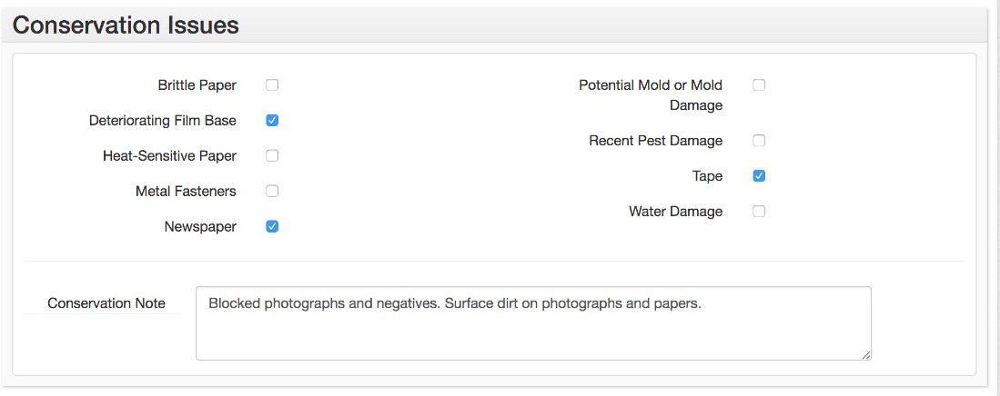 Conservation Issues
Brittle Paper
Deteriorating Film Base
Heat-Sensitive Paper
Metal Fasteners
Newspaper
Potential Mold or Mold
Damage
Recent Pest Damage
Tape
Water Damage
Conservation Note
Blocked photographs and negatives. Surface dirt on photographs and papers.